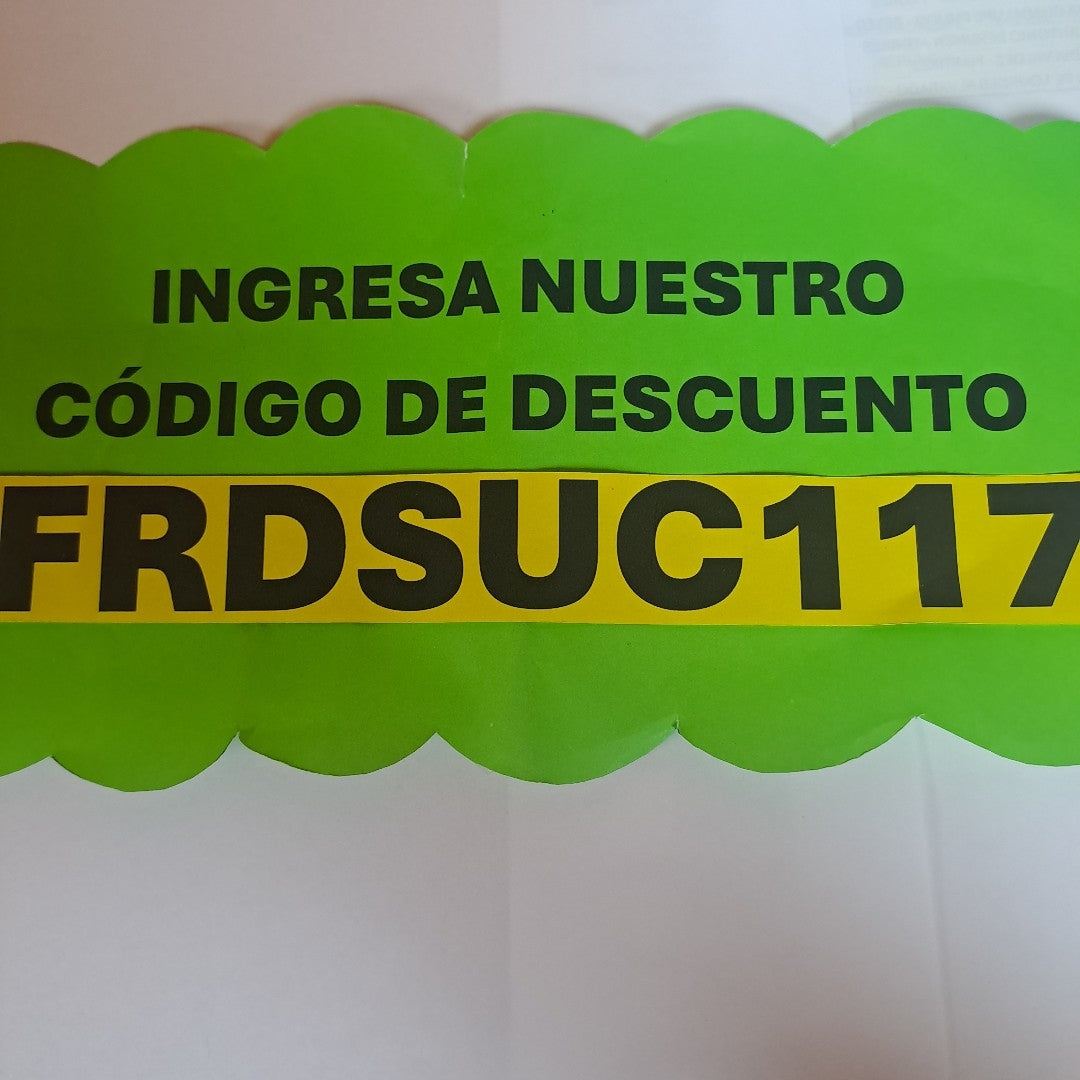 INGRESA NUESTRO
CÓDIGO DE DESCUENTO
FRDSUC117